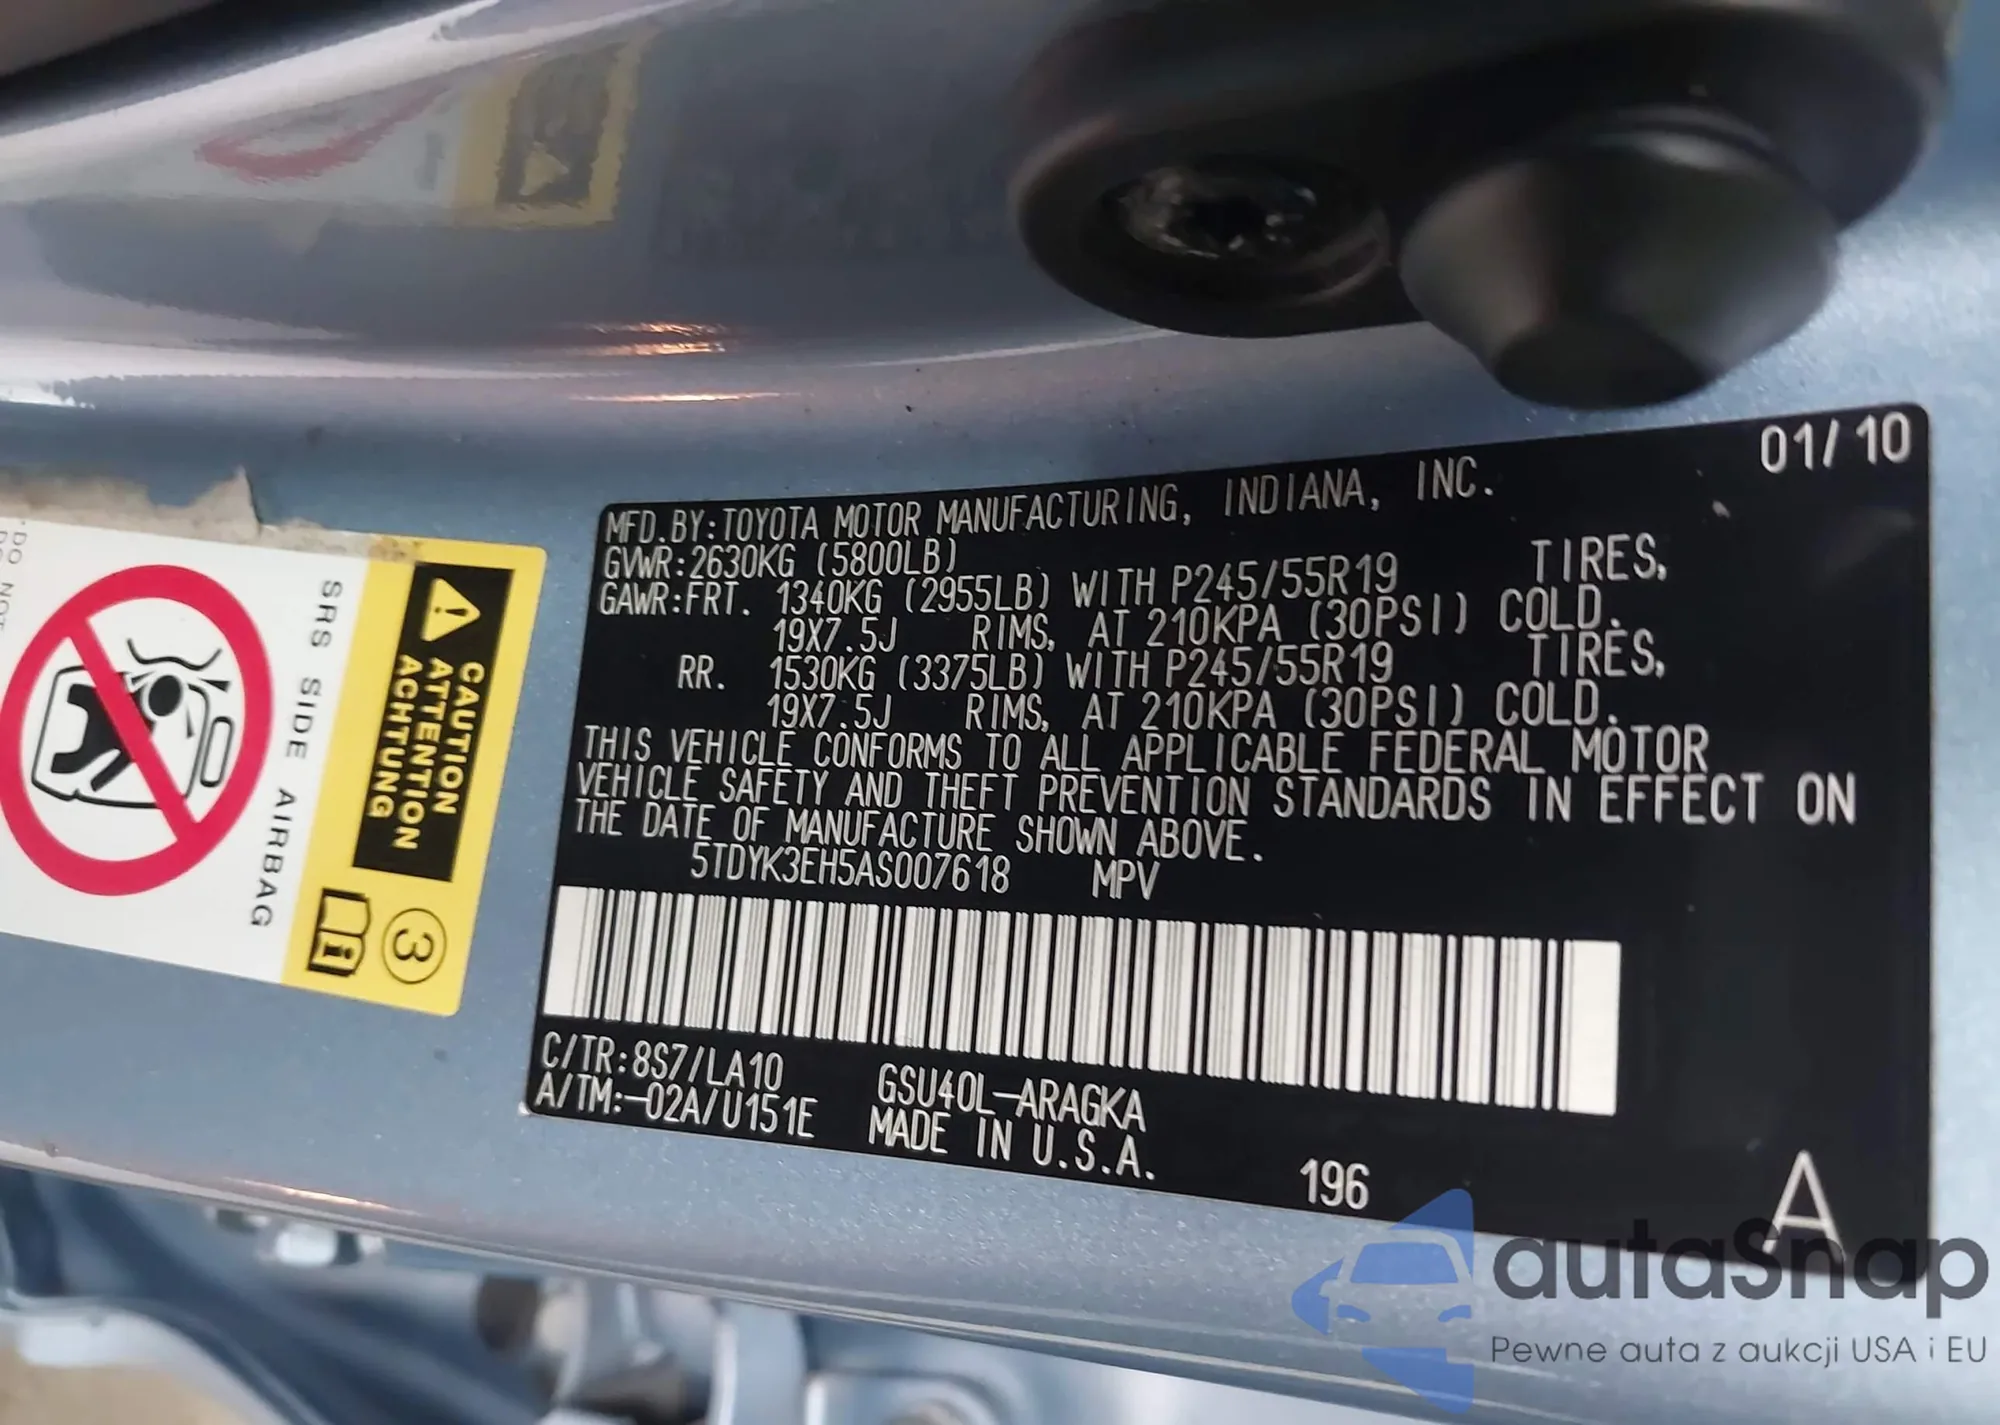 01/10
MFD.BY:TOYOTA MOTOR MANUFACTURING, INDIANA, INC.
GVWR:2630KG (5800LB)
GAWR:FRT. 1340KG (2955LB) WITH P245/55R19 TIRES,
19X7.5J RIMS, AT 210KPA (30PSI) COLD.
RR. 1530KG (3375LB) WITH P245/55R19 TIRES,
19X7.5J RIMS, AT 210KPA (30PSI) COLD.
THIS VEHICLE CONFORMS TO ALL APPLICABLE FEDERAL MOTOR
VEHICLE SAFETY AND THEFT PREVENTION STANDARDS IN EFFECT ON
THE DATE OF MANUFACTURE SHOWN ABOVE.
5TDYK3EH5AS007618 MPV
C/TR:8S7/LA10 GSU40L-ARAGKA
A/TM:-02A/U151E MADE IN U.S.A.
196
A
CAUTION
ATTENTION
ACHTUNG
3
SRS SIDE AIRBAG
DO NOT
autaSnap
Pewne auta z aukcji USA i EU